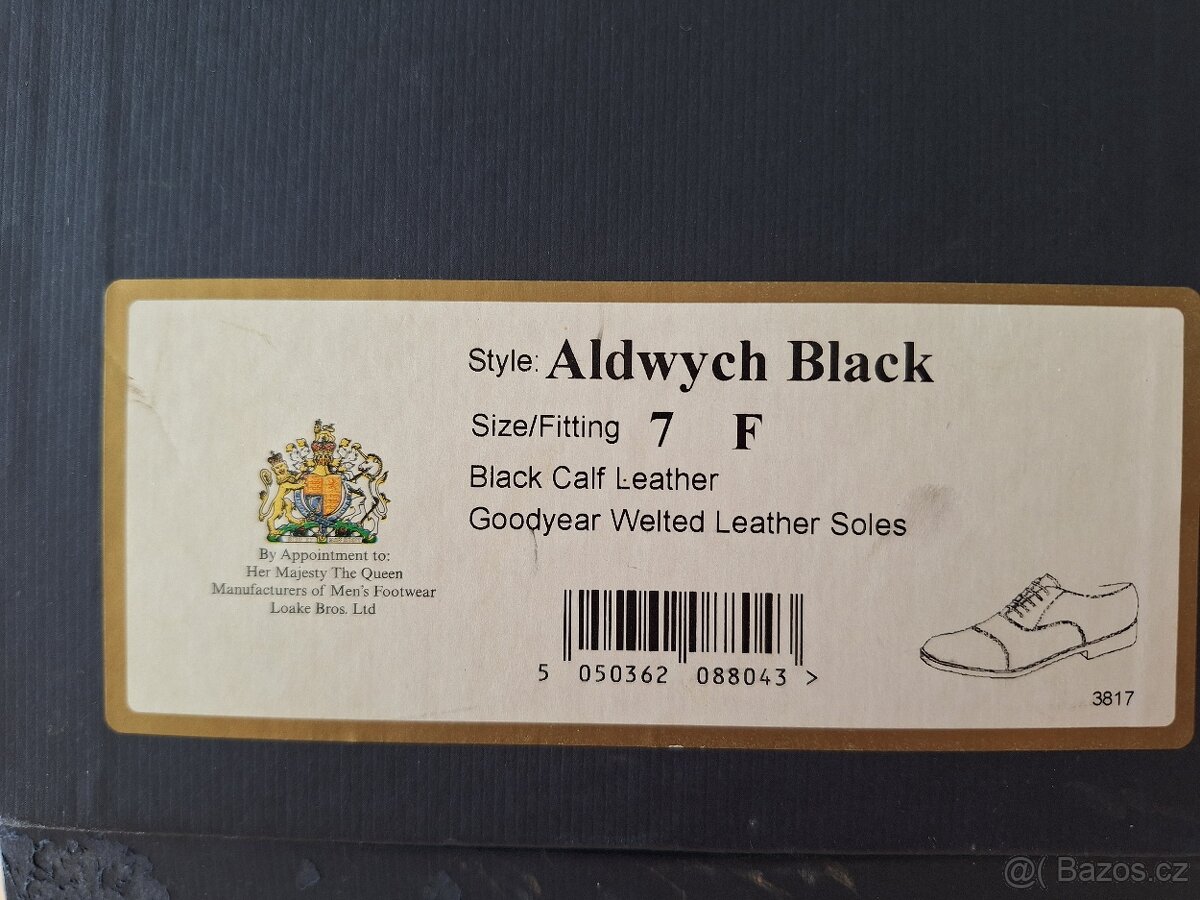 Style: Aldwych Black
Size/Fitting 7 F
Black Calf Leather
Goodyear Welted Leather Soles
By Appointment to:
Her Majesty The Queen
Manufacturers of Men's Footwear
Loake Bros. Ltd
5 050362 088043 >
3817
@( Bazos.cz